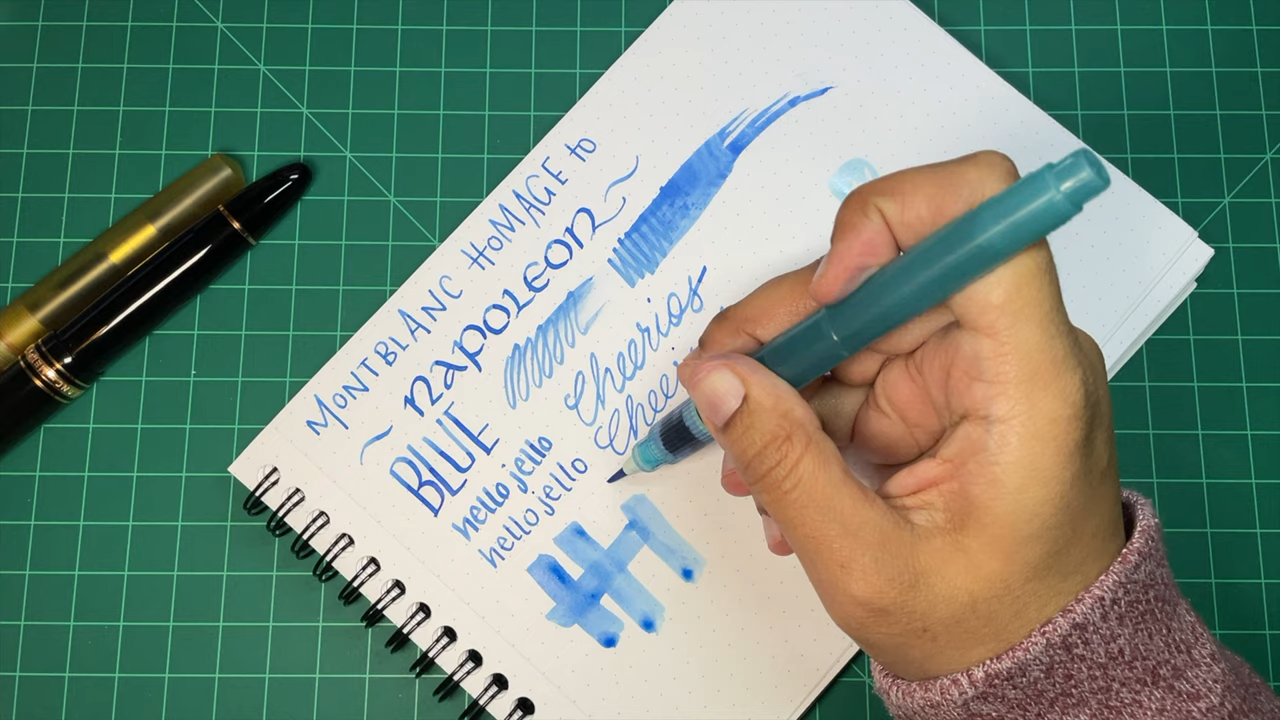 MONTBLANC HOMAGE to
~ NAPOLEON ~
BLUE
hello jello
hello jello
Cheerios